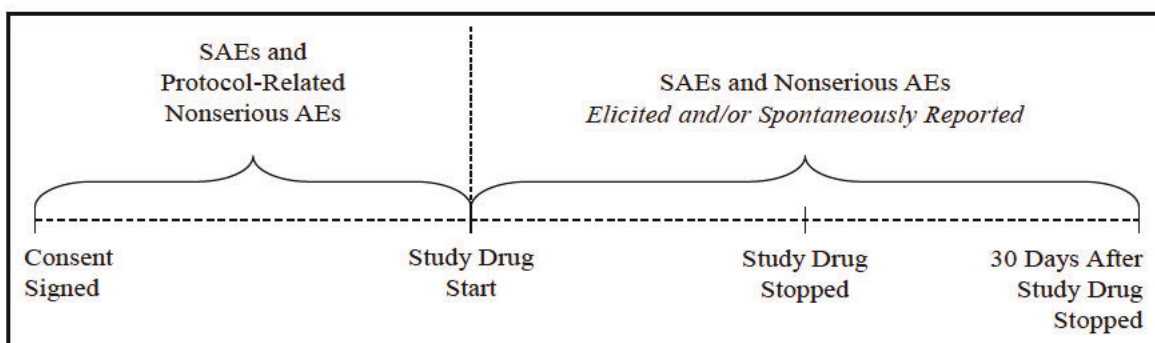 SAEs and
Protocol-Related
Nonserious AEs
SAEs and Nonserious AEs
Elicited and/or Spontaneously Reported
Consent
Signed
Study Drug
Start
Study Drug
Stopped
30 Days After
Study Drug
Stopped